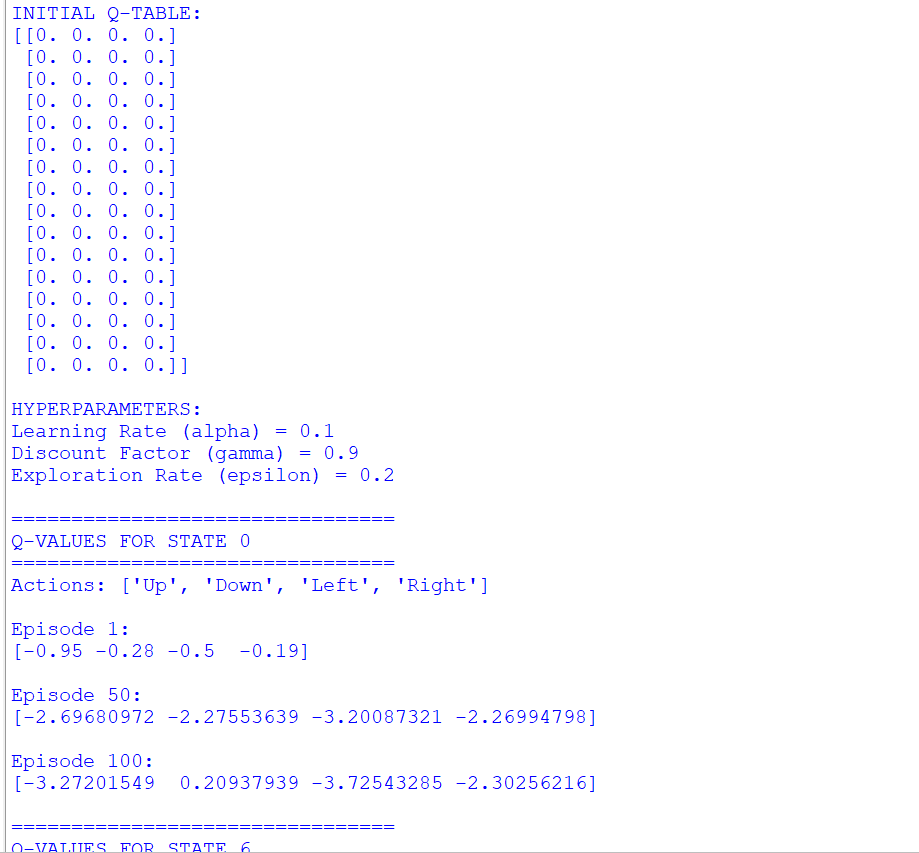 INITIAL Q-TABLE:
[[0. 0. 0. 0.]
 [0. 0. 0. 0.]
 [0. 0. 0. 0.]
 [0. 0. 0. 0.]
 [0. 0. 0. 0.]
 [0. 0. 0. 0.]
 [0. 0. 0. 0.]
 [0. 0. 0. 0.]
 [0. 0. 0. 0.]
 [0. 0. 0. 0.]
 [0. 0. 0. 0.]
 [0. 0. 0. 0.]
 [0. 0. 0. 0.]
 [0. 0. 0. 0.]
 [0. 0. 0. 0.]
 [0. 0. 0. 0.]]
HYPERPARAMETERS:
Learning Rate (alpha) = 0.1
Discount Factor (gamma) = 0.9
Exploration Rate (epsilon) = 0.2
================================
Q-VALUES FOR STATE 0
================================
Actions: ['Up', 'Down', 'Left', 'Right']
Episode 1:
[-0.95 -0.28 -0.5  -0.19]
Episode 50:
[-2.69680972 -2.27553639 -3.20087321 -2.26994798]
Episode 100:
[-3.27201549  0.20937939 -3.72543285 -2.30256216]
================================
Q-VALUES FOR STATE 6